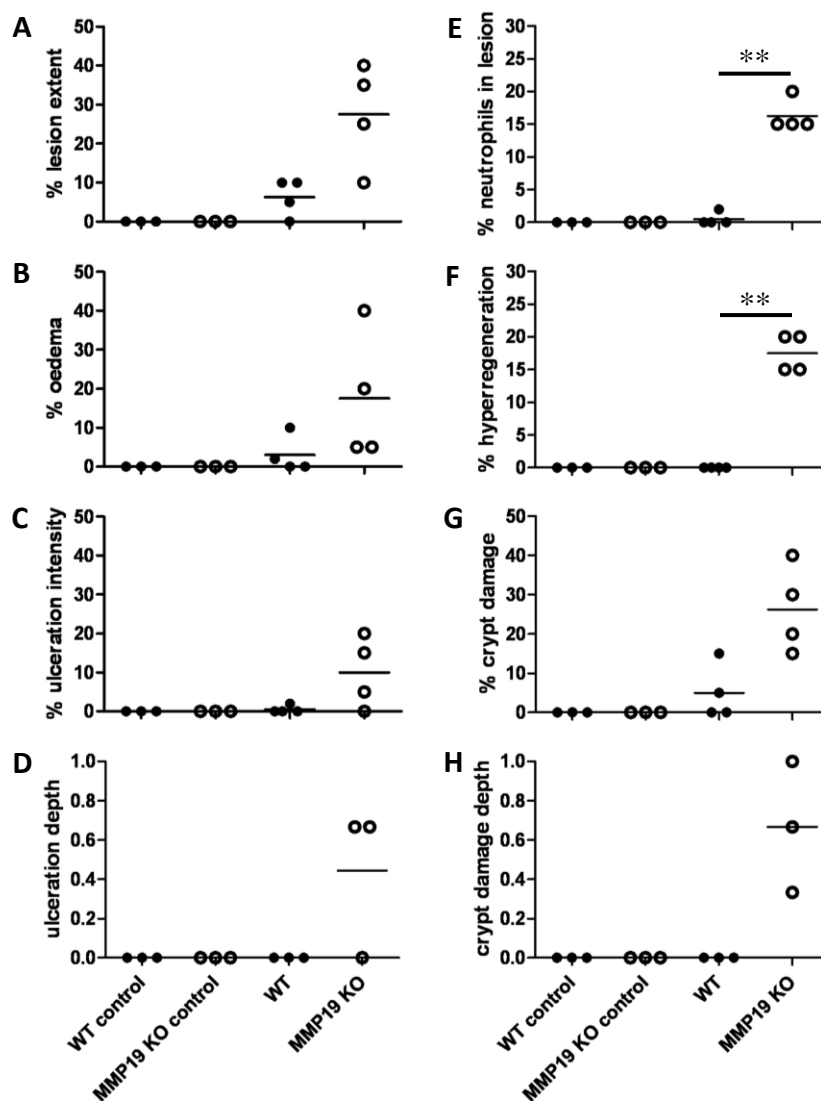 A
% lesion extent
50
40
30
20
10
0
B
% oedema
50
40
30
20
10
0
C
% ulceration intensity
50
40
30
20
10
0
D
ulceration depth
1.0
0.8
0.6
0.4
0.2
0.0
WT control
MMP19 KO control
WT
MMP19 KO
E
% neutrophils in lesion
30
25
20
15
10
5
0
**
F
% hyperregeneration
30
25
20
15
10
5
0
**
G
% crypt damage
50
40
30
20
10
0
H
crypt damage depth
1.0
0.8
0.6
0.4
0.2
0.0
WT control
MMP19 KO control
WT
MMP19 KO